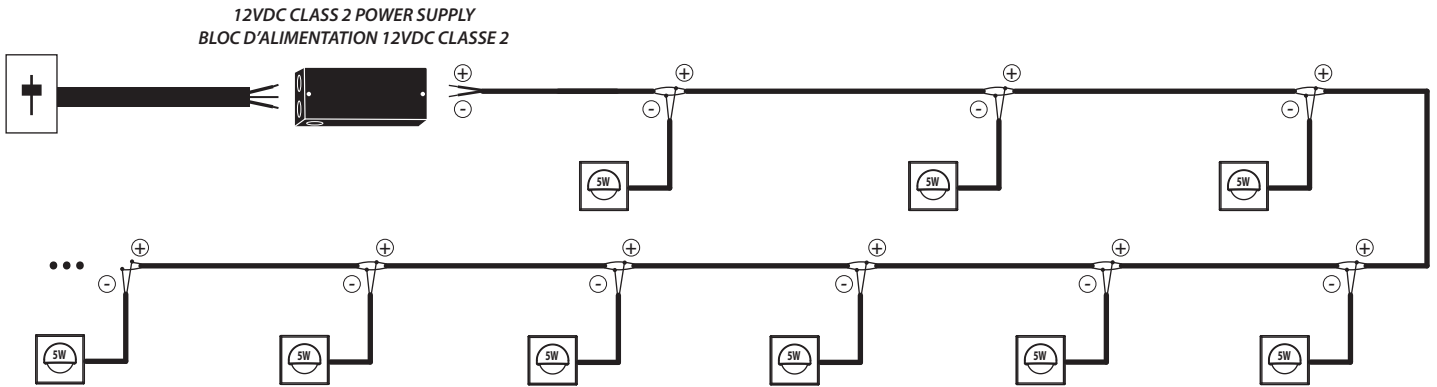 12VDC CLASS 2 POWER SUPPLY
BLOC D'ALIMENTATION 12VDC CLASSE 2
+ + + +
- - - -
5W 5W 5W
+ + + + + +
- - - - - -
5W 5W 5W 5W 5W 5W